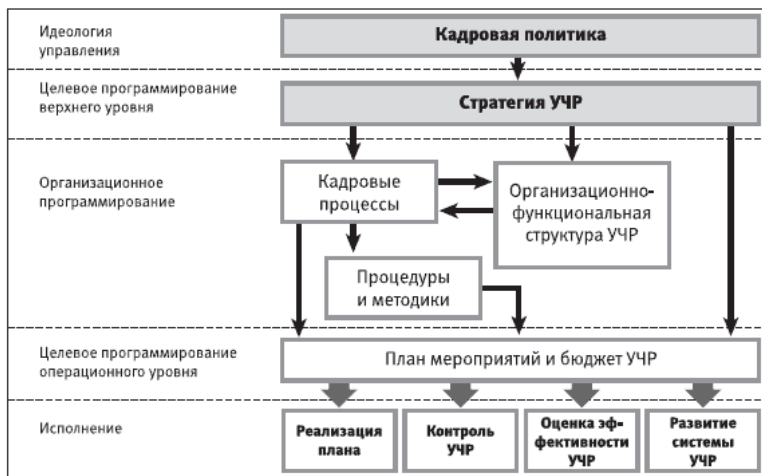 Идеология
управления
Кадровая политика
Целевое программирование
верхнего уровня
Стратегия УЧР
Организационное
программирование
Кадровые
процессы
Организационно-
функциональная
структура УЧР
Процедуры
и методики
Целевое программирование
операционного уровня
План мероприятий и бюджет УЧР
Исполнение
Реализация
плана
Контроль
УЧР
Оценка эф-
фективности
УЧР
Развитие
системы
УЧР